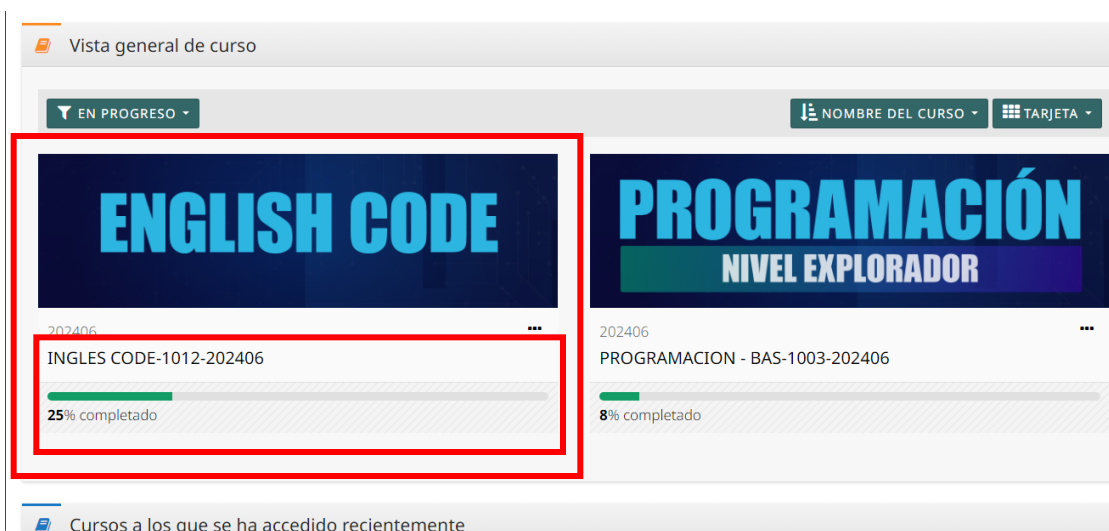 Vista general de curso
EN PROGRESO
NOMBRE DEL CURSO
TARJETA
ENGLISH CODE
PROGRAMACIÓN
NIVEL EXPLORADOR
202406
INGLES CODE-1012-202406
25% completado
202406
PROGRAMACION - BAS-1003-202406
8% completado
Cursos a los que se ha accedido recientemente